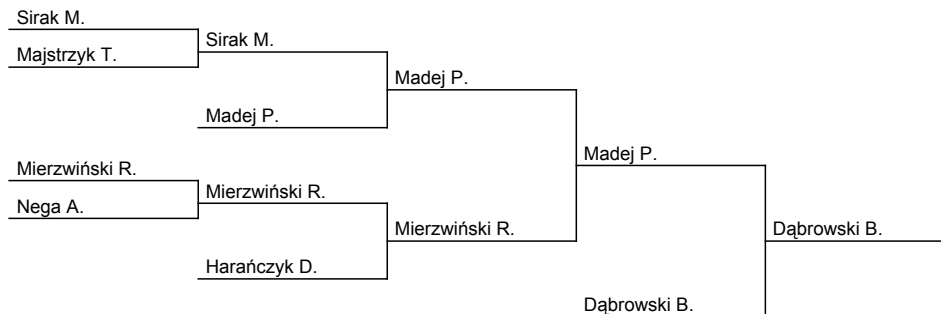 Sirak M.
Majstrzyk T.
Sirak M.
Madej P.
Madej P.
Mierzwiński R.
Nega A.
Mierzwiński R.
Harańczyk D.
Mierzwiński R.
Madej P.
Dąbrowski B.
Dąbrowski B.